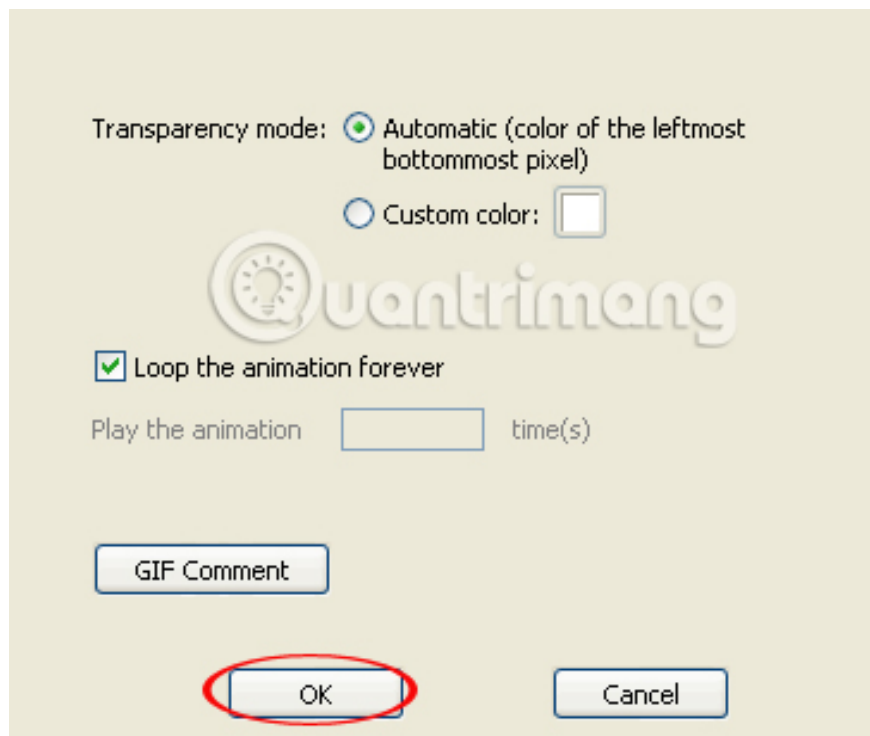 Transparency mode: Automatic (color of the leftmost
bottommost pixel)
Custom color:
Quantrimang
Loop the animation forever
Play the animation time(s)
GIF Comment
OK Cancel